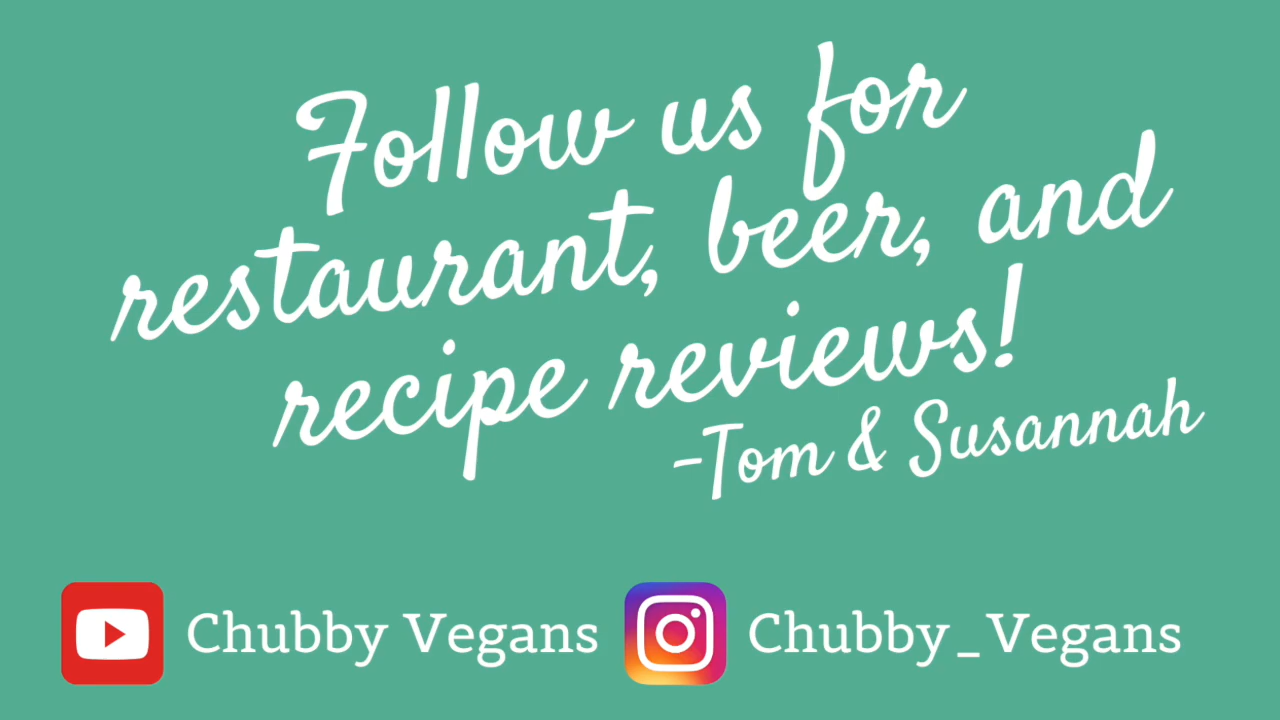 Follow us for
restaurant, beer, and
recipe reviews!
-Tom & Susannah
Chubby Vegans
Chubby_Vegans